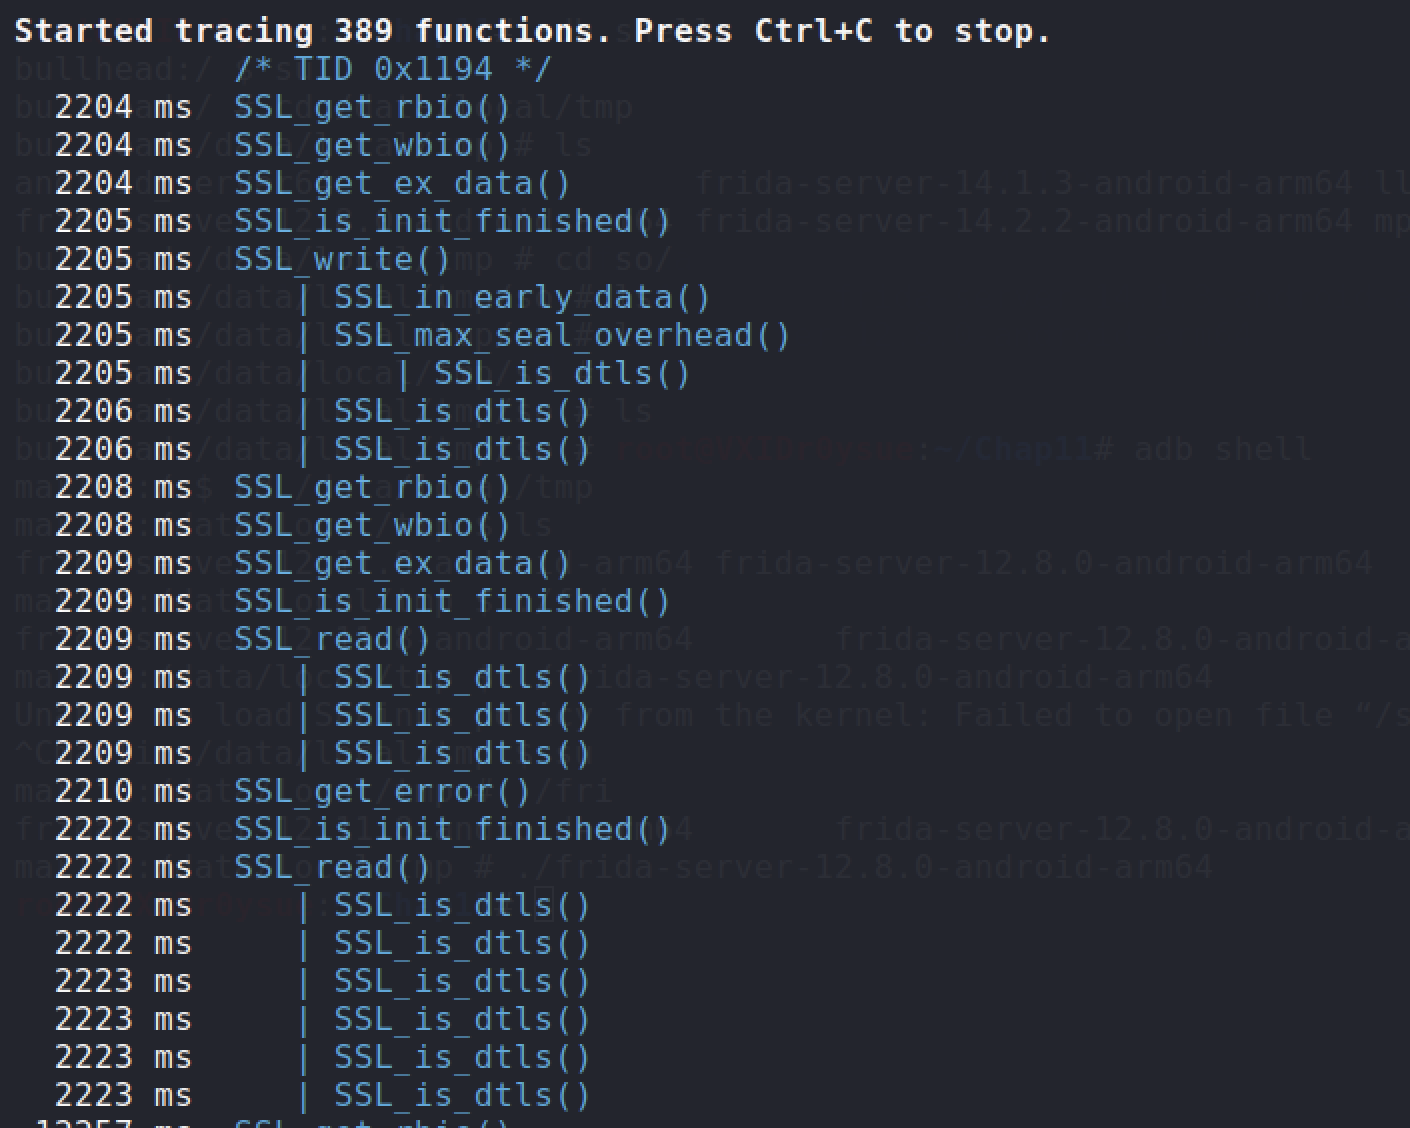 Started tracing 389 functions. Press Ctrl+C to stop.
/* TID 0x1194 */
2204 ms SSL_get_rbio()
2204 ms SSL_get_wbio()
2204 ms SSL_get_ex_data()
2205 ms SSL_is_init_finished()
2205 ms SSL_write()
2205 ms | SSL_in_early_data()
2205 ms | SSL_max_seal_overhead()
2205 ms | | SSL_is_dtls()
2206 ms | SSL_is_dtls()
2206 ms | SSL_is_dtls()
2208 ms SSL_get_rbio()
2208 ms SSL_get_wbio()
2209 ms SSL_get_ex_data()
2209 ms SSL_is_init_finished()
2209 ms SSL_read()
2209 ms | SSL_is_dtls()
2209 ms | SSL_is_dtls()
2209 ms | SSL_is_dtls()
2210 ms SSL_get_error()
2222 ms SSL_is_init_finished()
2222 ms SSL_read()
2222 ms | SSL_is_dtls()
2222 ms | SSL_is_dtls()
2223 ms | SSL_is_dtls()
2223 ms | SSL_is_dtls()
2223 ms | SSL_is_dtls()
2223 ms | SSL_is_dtls()